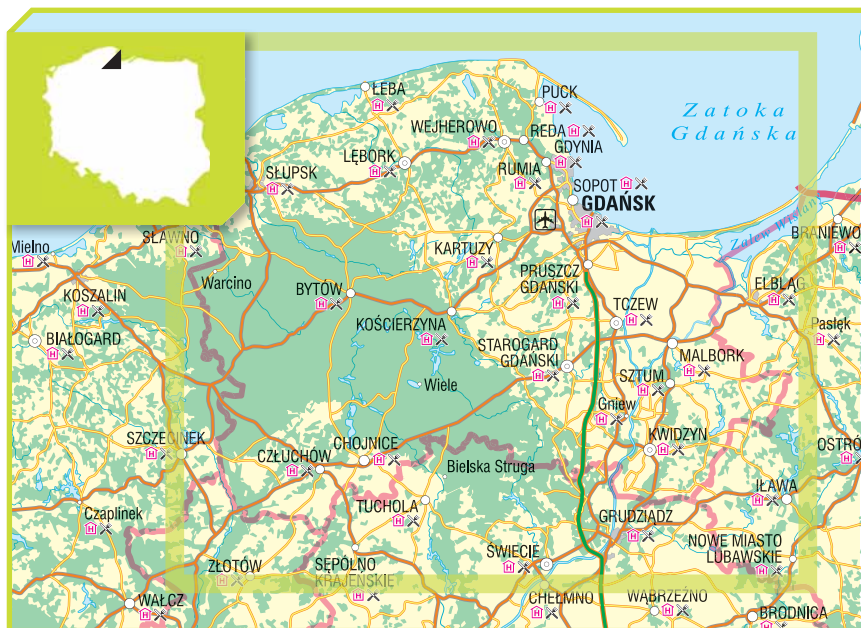 ŁEBA
PUCK
Zatoka
Gdańska
WEJHEROWO
REDA
GDYNIA
LĘBORK
RUMIA
SŁUPSK
SOPOT
GDAŃSK
Zalew Wiślany
BRANIEWO
SŁAWNO
Mielno
KARTUZY
Warcino
PRUSZCZ
GDAŃSKI
ELBLĄG
KOSZALIN
BYTÓW
TCZEW
KOŚCIERZYNA
Pasłęk
BIAŁOGARD
STAROGARD
GDAŃSKI
MALBORK
Wiele
SZTUM
Gniew
SZCZECINEK
CZŁUCHÓW
CHOJNICE
KWIDZYN
OSTRÓ
Bielska Struga
IŁAWA
TUCHOLA
Czaplinek
GRUDZIĄDZ
NOWE MIASTO
LUBAWSKIE
ŚWIECIE
ZŁOTÓW
SĘPÓLNO
KRAJEŃSKIE
WAŁCZ
CHEŁMNO
WĄBRZEŹNO
BRODNICA